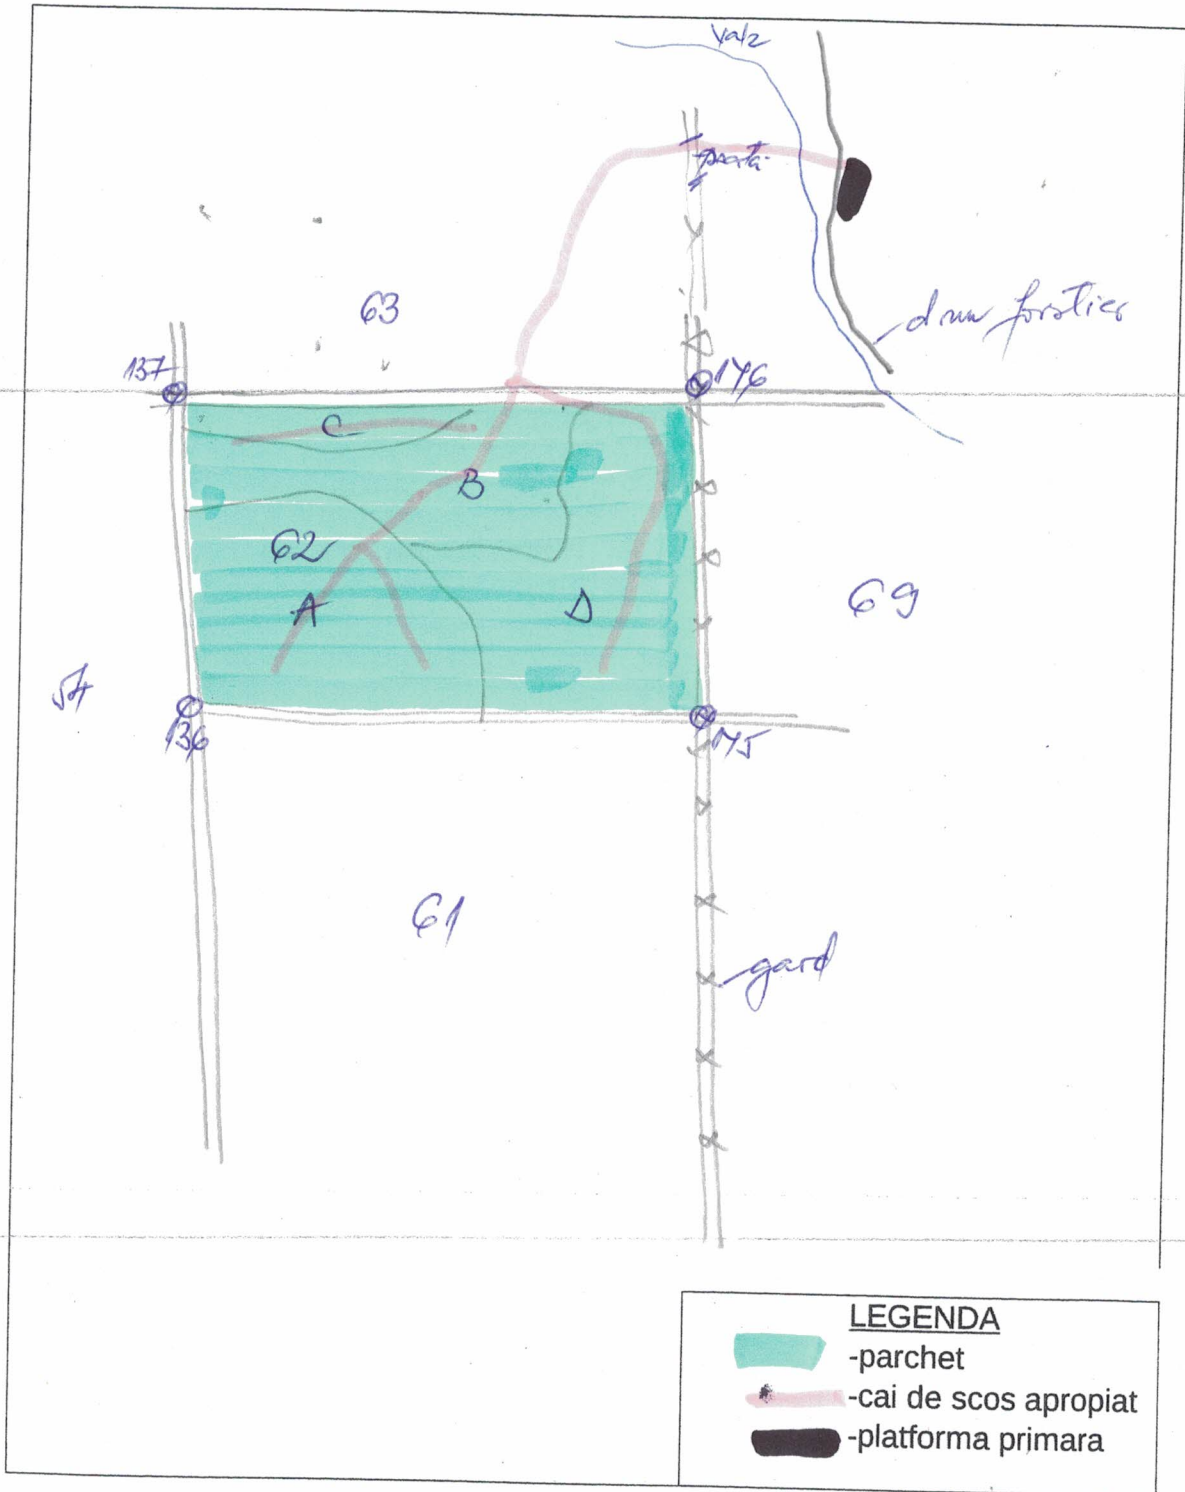 Vale
poarta
63
drum forstier
137
176
C
B
62
A
D
69
54
136
175
61
gard
LEGENDA
-parchet
-cai de scos apropiat
-platforma primara